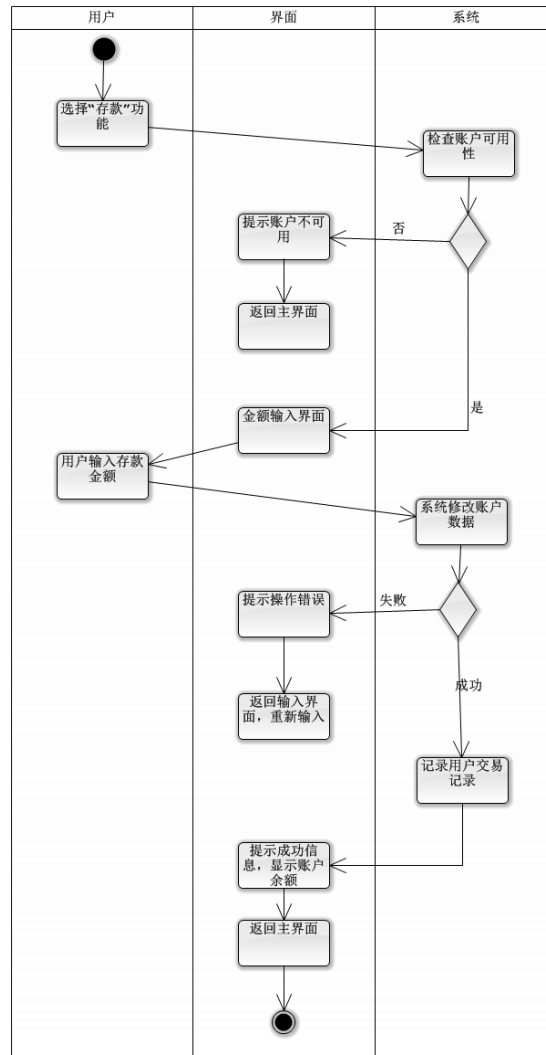 用户
界面
系统
选择“存款”功
能
检查账户可用
性
提示账户不可
用
否
返回主界面
是
金额输入界面
用户输入存款
金额
系统修改账户
数据
提示操作错误
失败
返回输入界
面，重新输入
成功
记录用户交易
记录
提示成功信
息，显示账户
余额
返回主界面